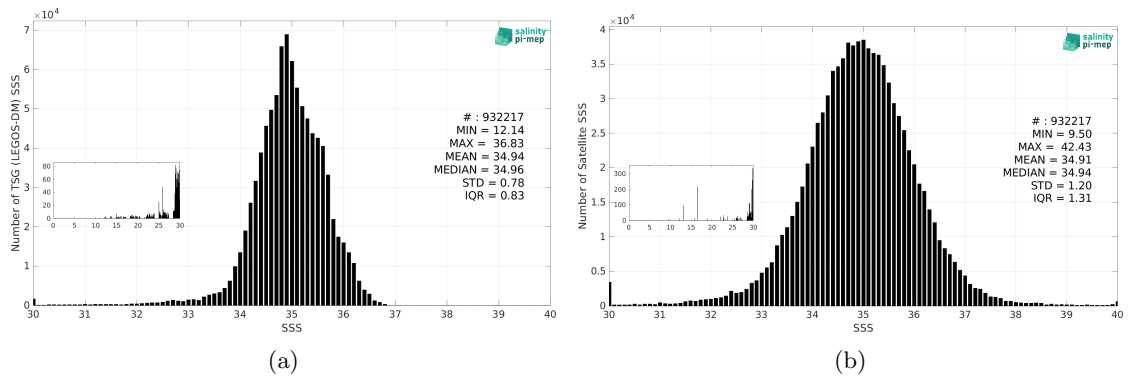 ×10⁴
7
6
5
4
3
2
1
0
Number of TSG (LEGOS-DM) SSS
salinity
pi-mep
# : 932217
MIN = 12.14
MAX = 36.83
MEAN = 34.94
MEDIAN = 34.96
STD = 0.78
IQR = 0.83
80
60
40
20
0
0 5 10 15 20 25 30
30 31 32 33 34 35 36 37 38 39 40
SSS
(a)
×10⁴
4
3.5
3
2.5
2
1.5
1
0.5
0
Number of Satellite SSS
salinity
pi-mep
# : 932217
MIN = 9.50
MAX = 42.43
MEAN = 34.91
MEDIAN = 34.94
STD = 1.20
IQR = 1.31
300
200
100
0
0 5 10 15 20 25 30
30 31 32 33 34 35 36 37 38 39 40
SSS
(b)